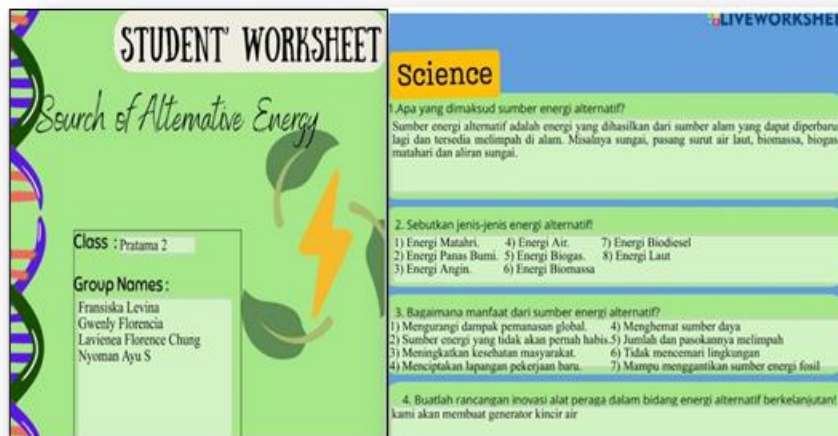 STUDENT' WORKSHEET
Sourch of Alternative Energy
Class : Pratama 2
Group Names :
Fransiska Levina
Gwenly Florencia
Lavienea Florence Chung
Nyoman Ayu S
LIVEWORKSHEE
Science
1.Apa yang dimaksud sumber energi alternatif?
Sumber energi alternatif adalah energi yang dihasilkan dari sumber alam yang dapat diperbaru
lagi dan tersedia melimpah di alam. Misalnya sungai, pasang surut air laut, biomassa, biogas
matahari dan aliran sungai.
2. Sebutkan jenis-jenis energi alternatif!
1) Energi Matahri. 4) Energi Air. 7) Energi Biodiesel
2) Energi Panas Bumi. 5) Energi Biogas. 8) Energi Laut
3) Energi Angin. 6) Energi Biomassa
3. Bagaimana manfaat dari sumber energi alternatif?
1) Mengurangi dampak pemanasan global. 4) Menghemat sumber daya
2) Sumber energi yang tidak akan pernah habis. 5) Jumlah dan pasokannya melimpah
3) Meningkatkan kesehatan masyarakat. 6) Tidak mencemari lingkungan
4) Menciptakan lapangan pekerjaan baru. 7) Mampu menggantikan sumber energi fosil
4. Buatlah rancangan inovasi alat peraga dalam bidang energi alternatif berkelanjutan!
kami akan membuat generator kincir air